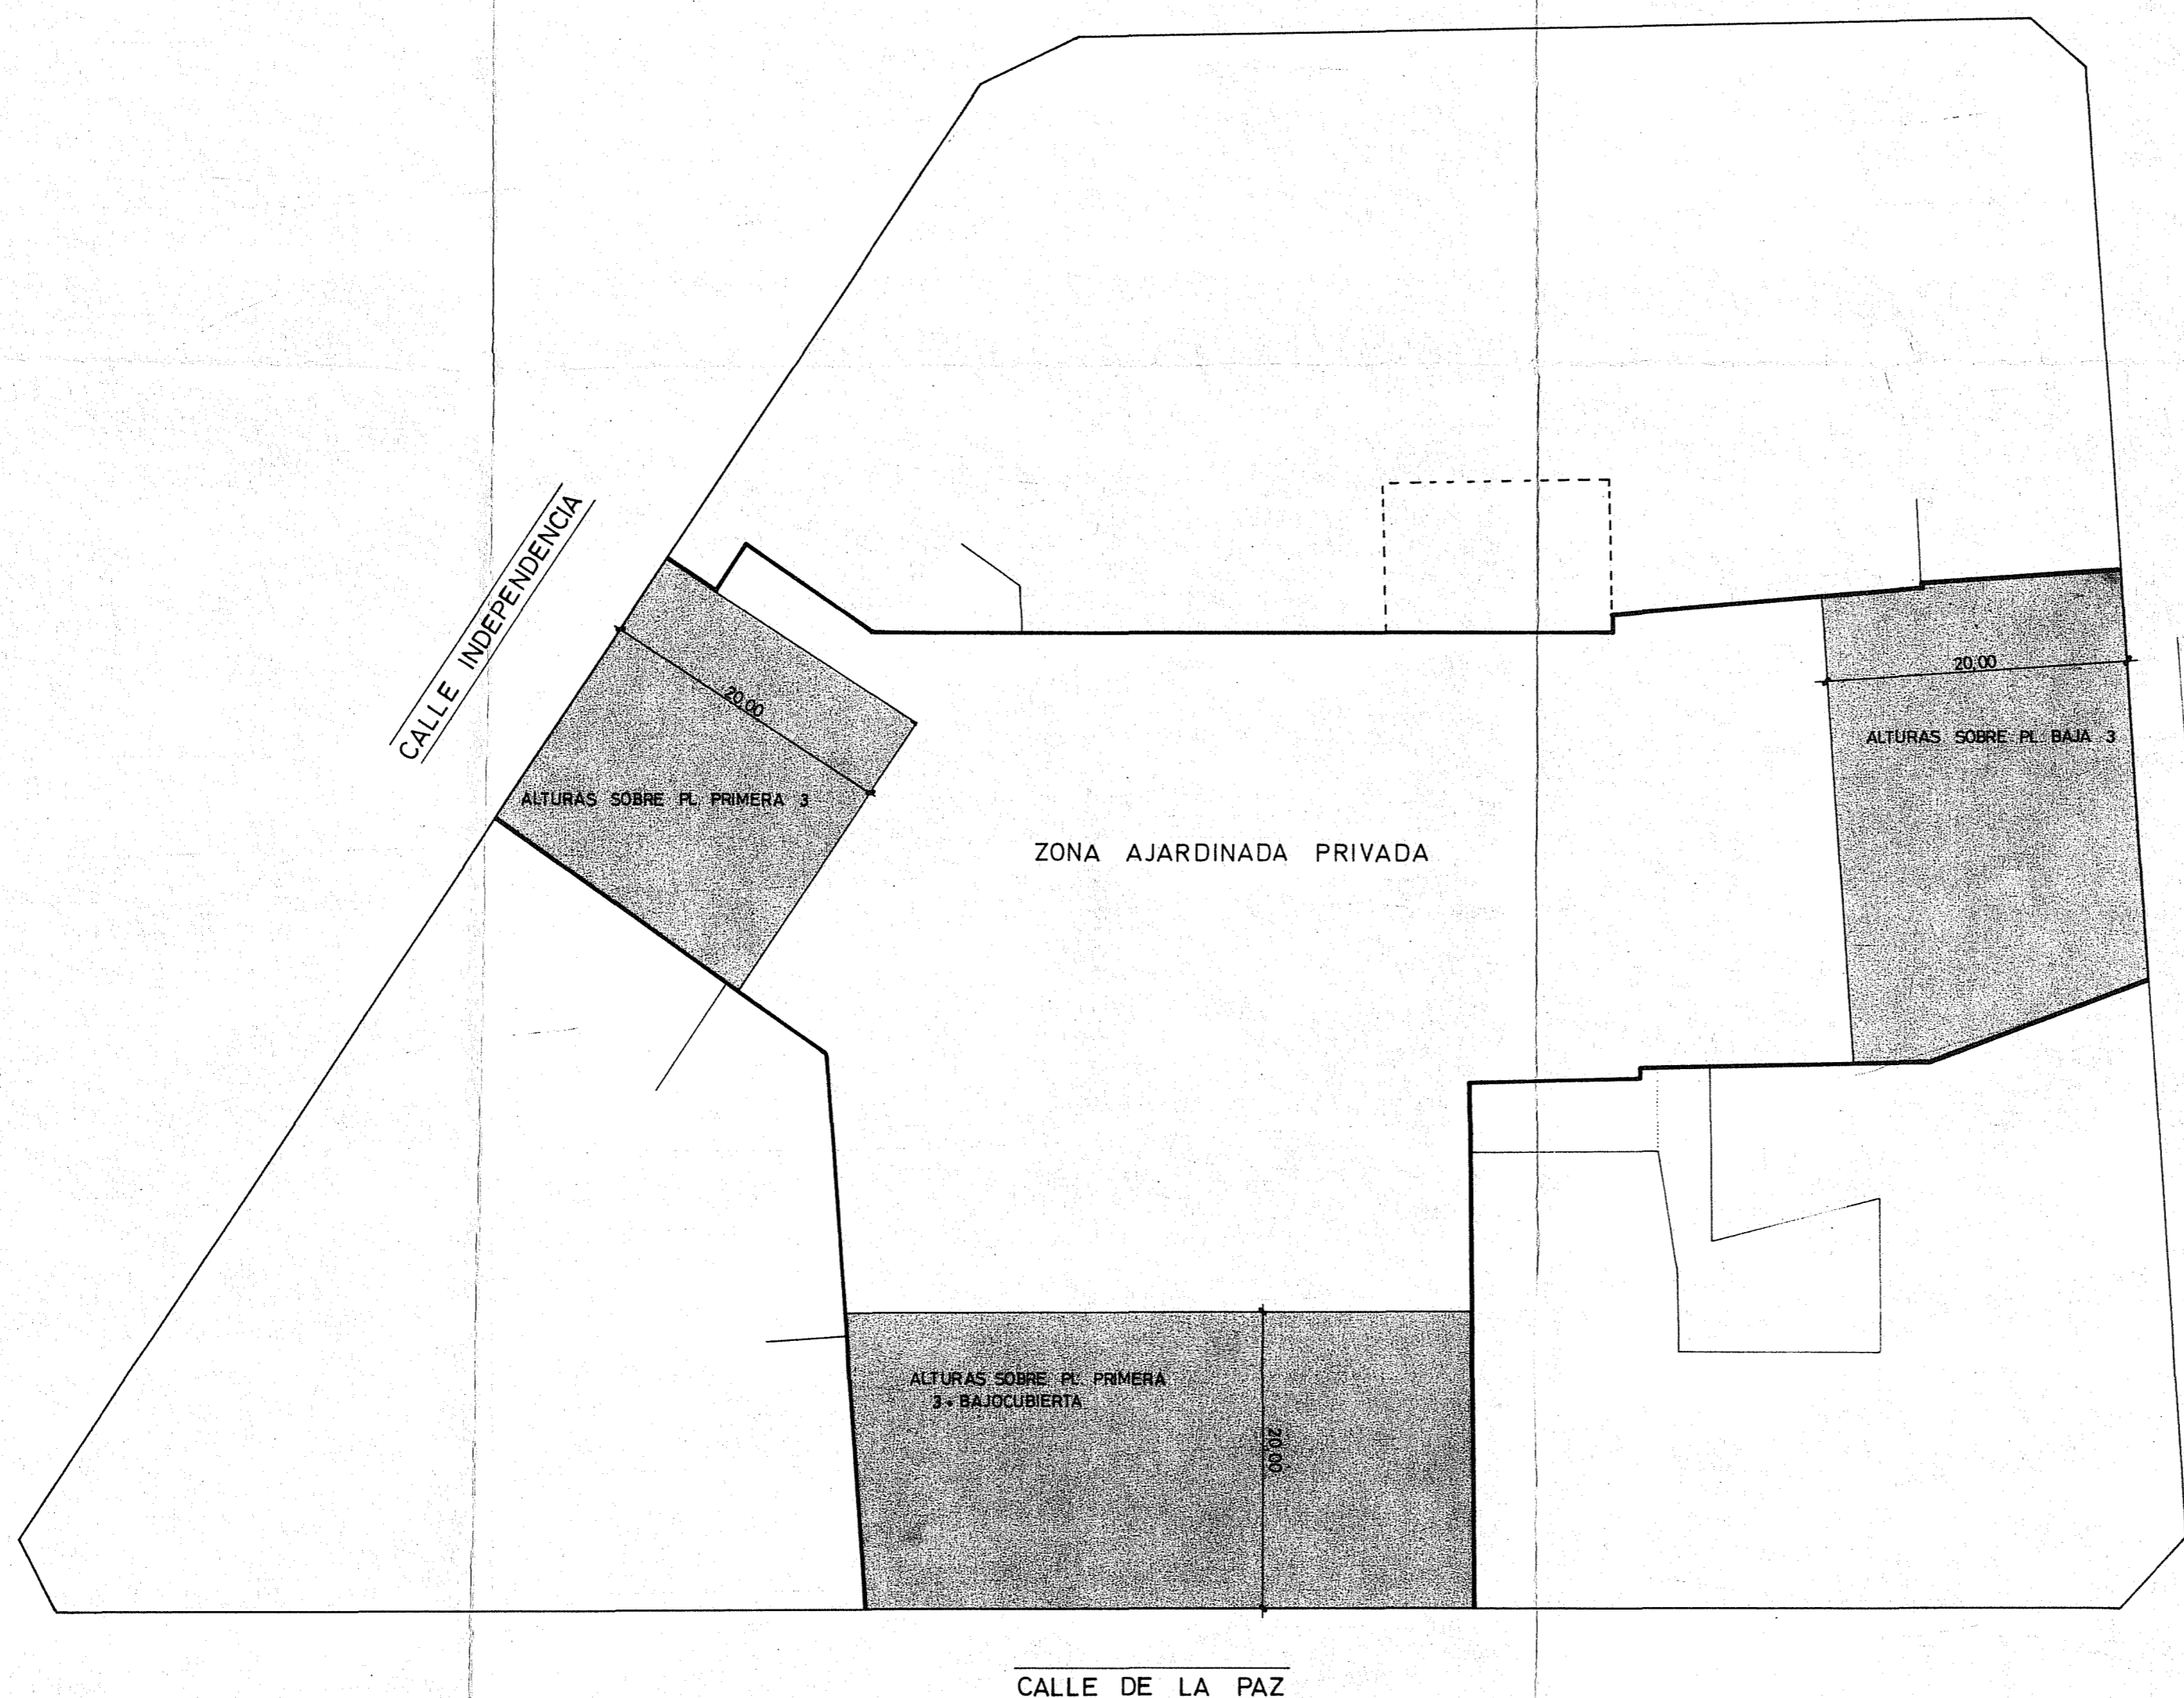 CALLE INDEPENDENCIA
20,00
ALTURAS SOBRE PL. PRIMERA 3
ZONA AJARDINADA PRIVADA
20,00
ALTURAS SOBRE PL. BAJA 3
ALTURAS SOBRE PL. PRIMERA
3+BAJOCUBIERTA
20,00
CALLE DE LA PAZ